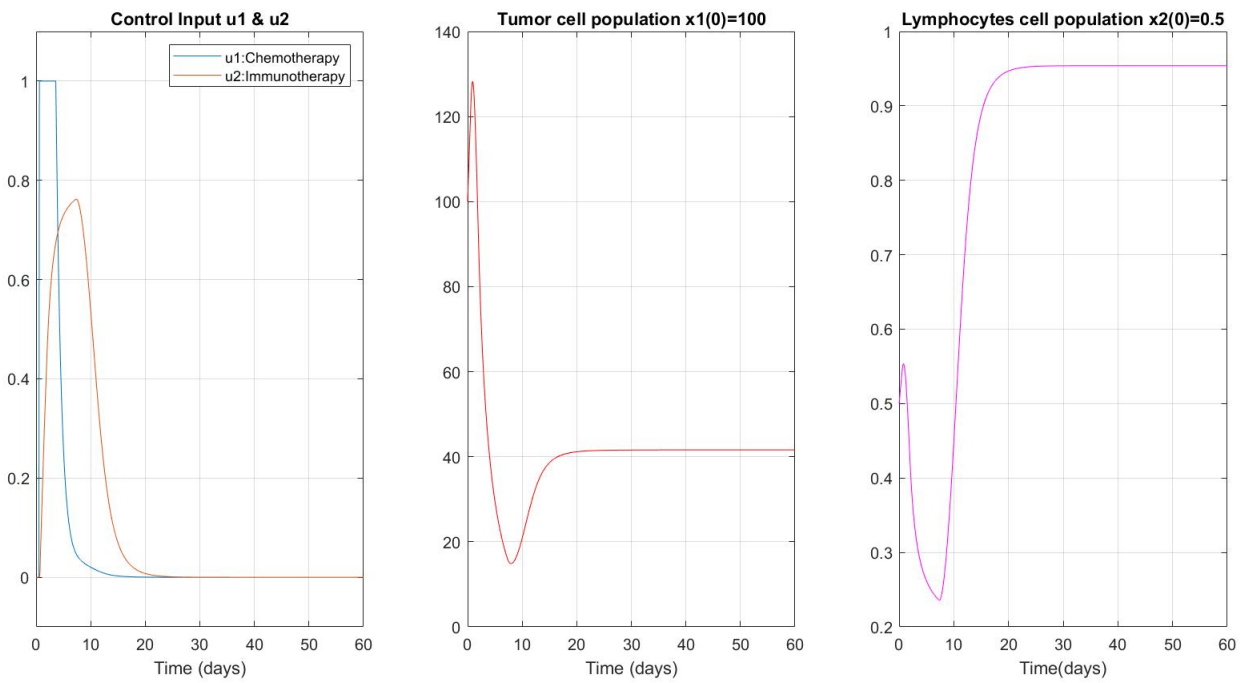 Control Input u1 & u2
u1:Chemotherapy
u2:Immunotherapy
1
0.8
0.6
0.4
0.2
0
0 10 20 30 40 50 60
Time (days)
Tumor cell population x1(0)=100
140
120
100
80
60
40
20
0
0 10 20 30 40 50 60
Time (days)
Lymphocytes cell population x2(0)=0.5
1
0.9
0.8
0.7
0.6
0.5
0.4
0.3
0.2
0 10 20 30 40 50 60
Time(days)